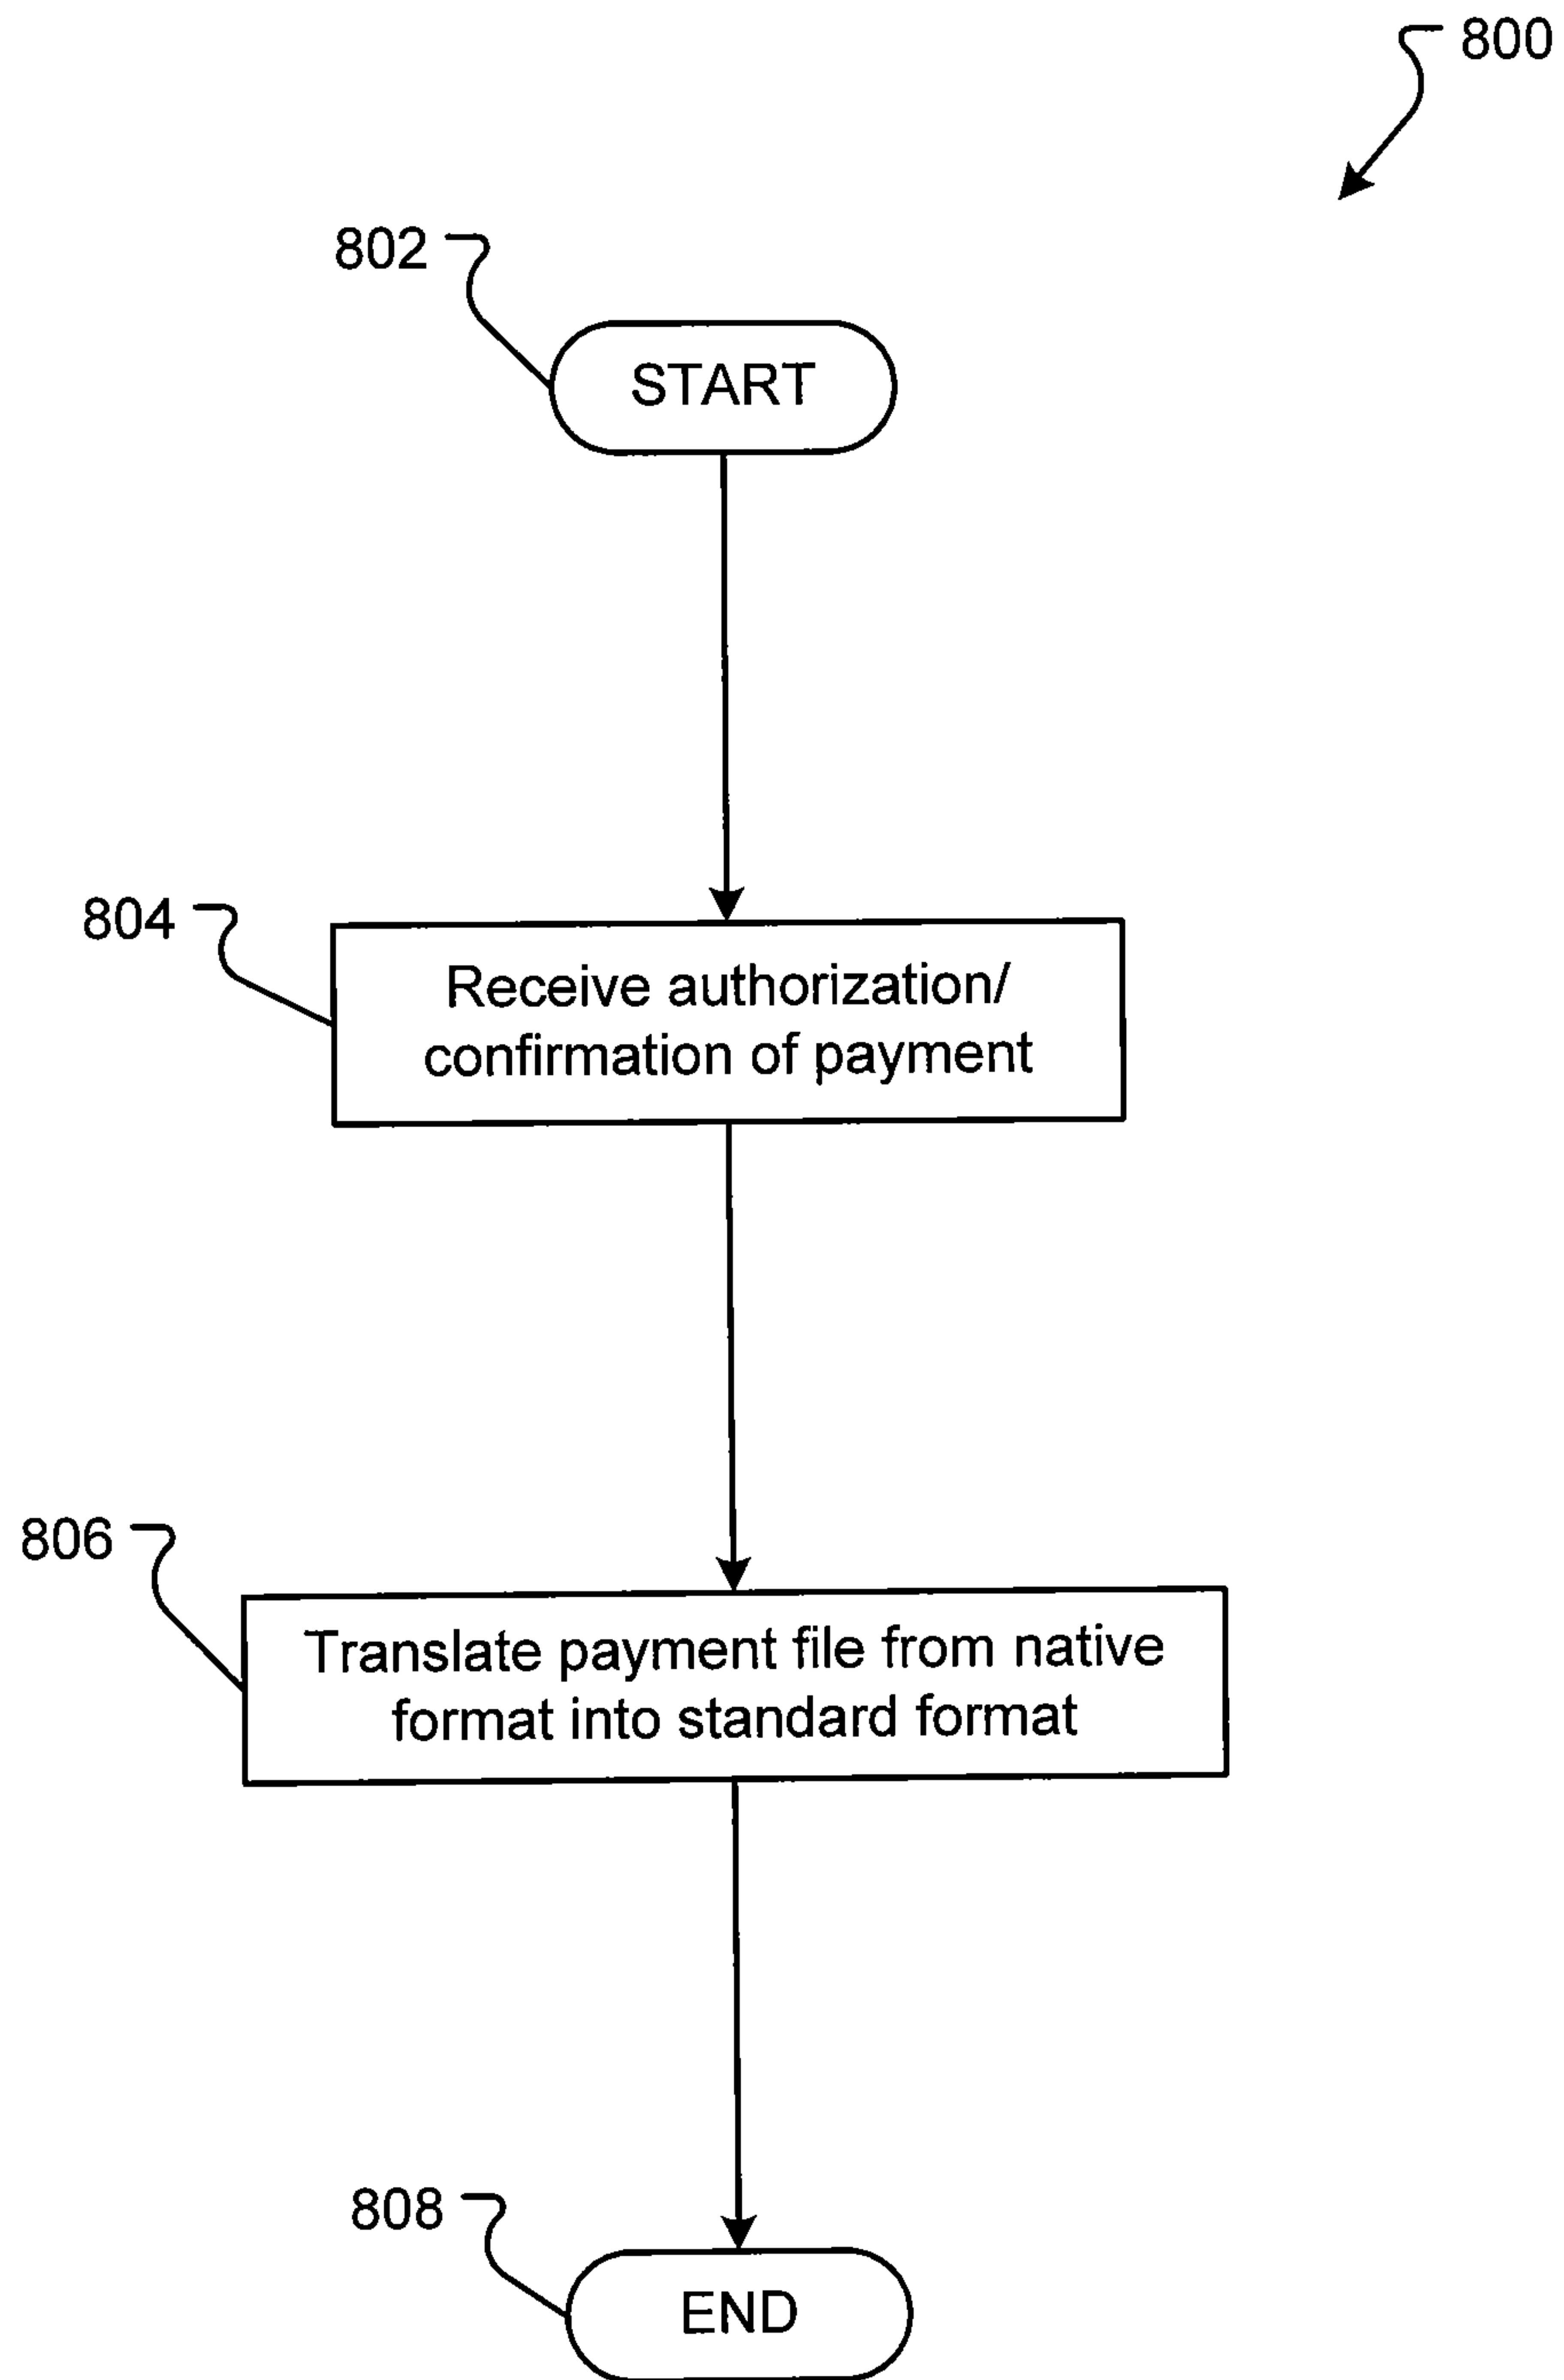 800
802
START
804
Receive authorization/
confirmation of payment
806
Translate payment file from native
format into standard format
808
END